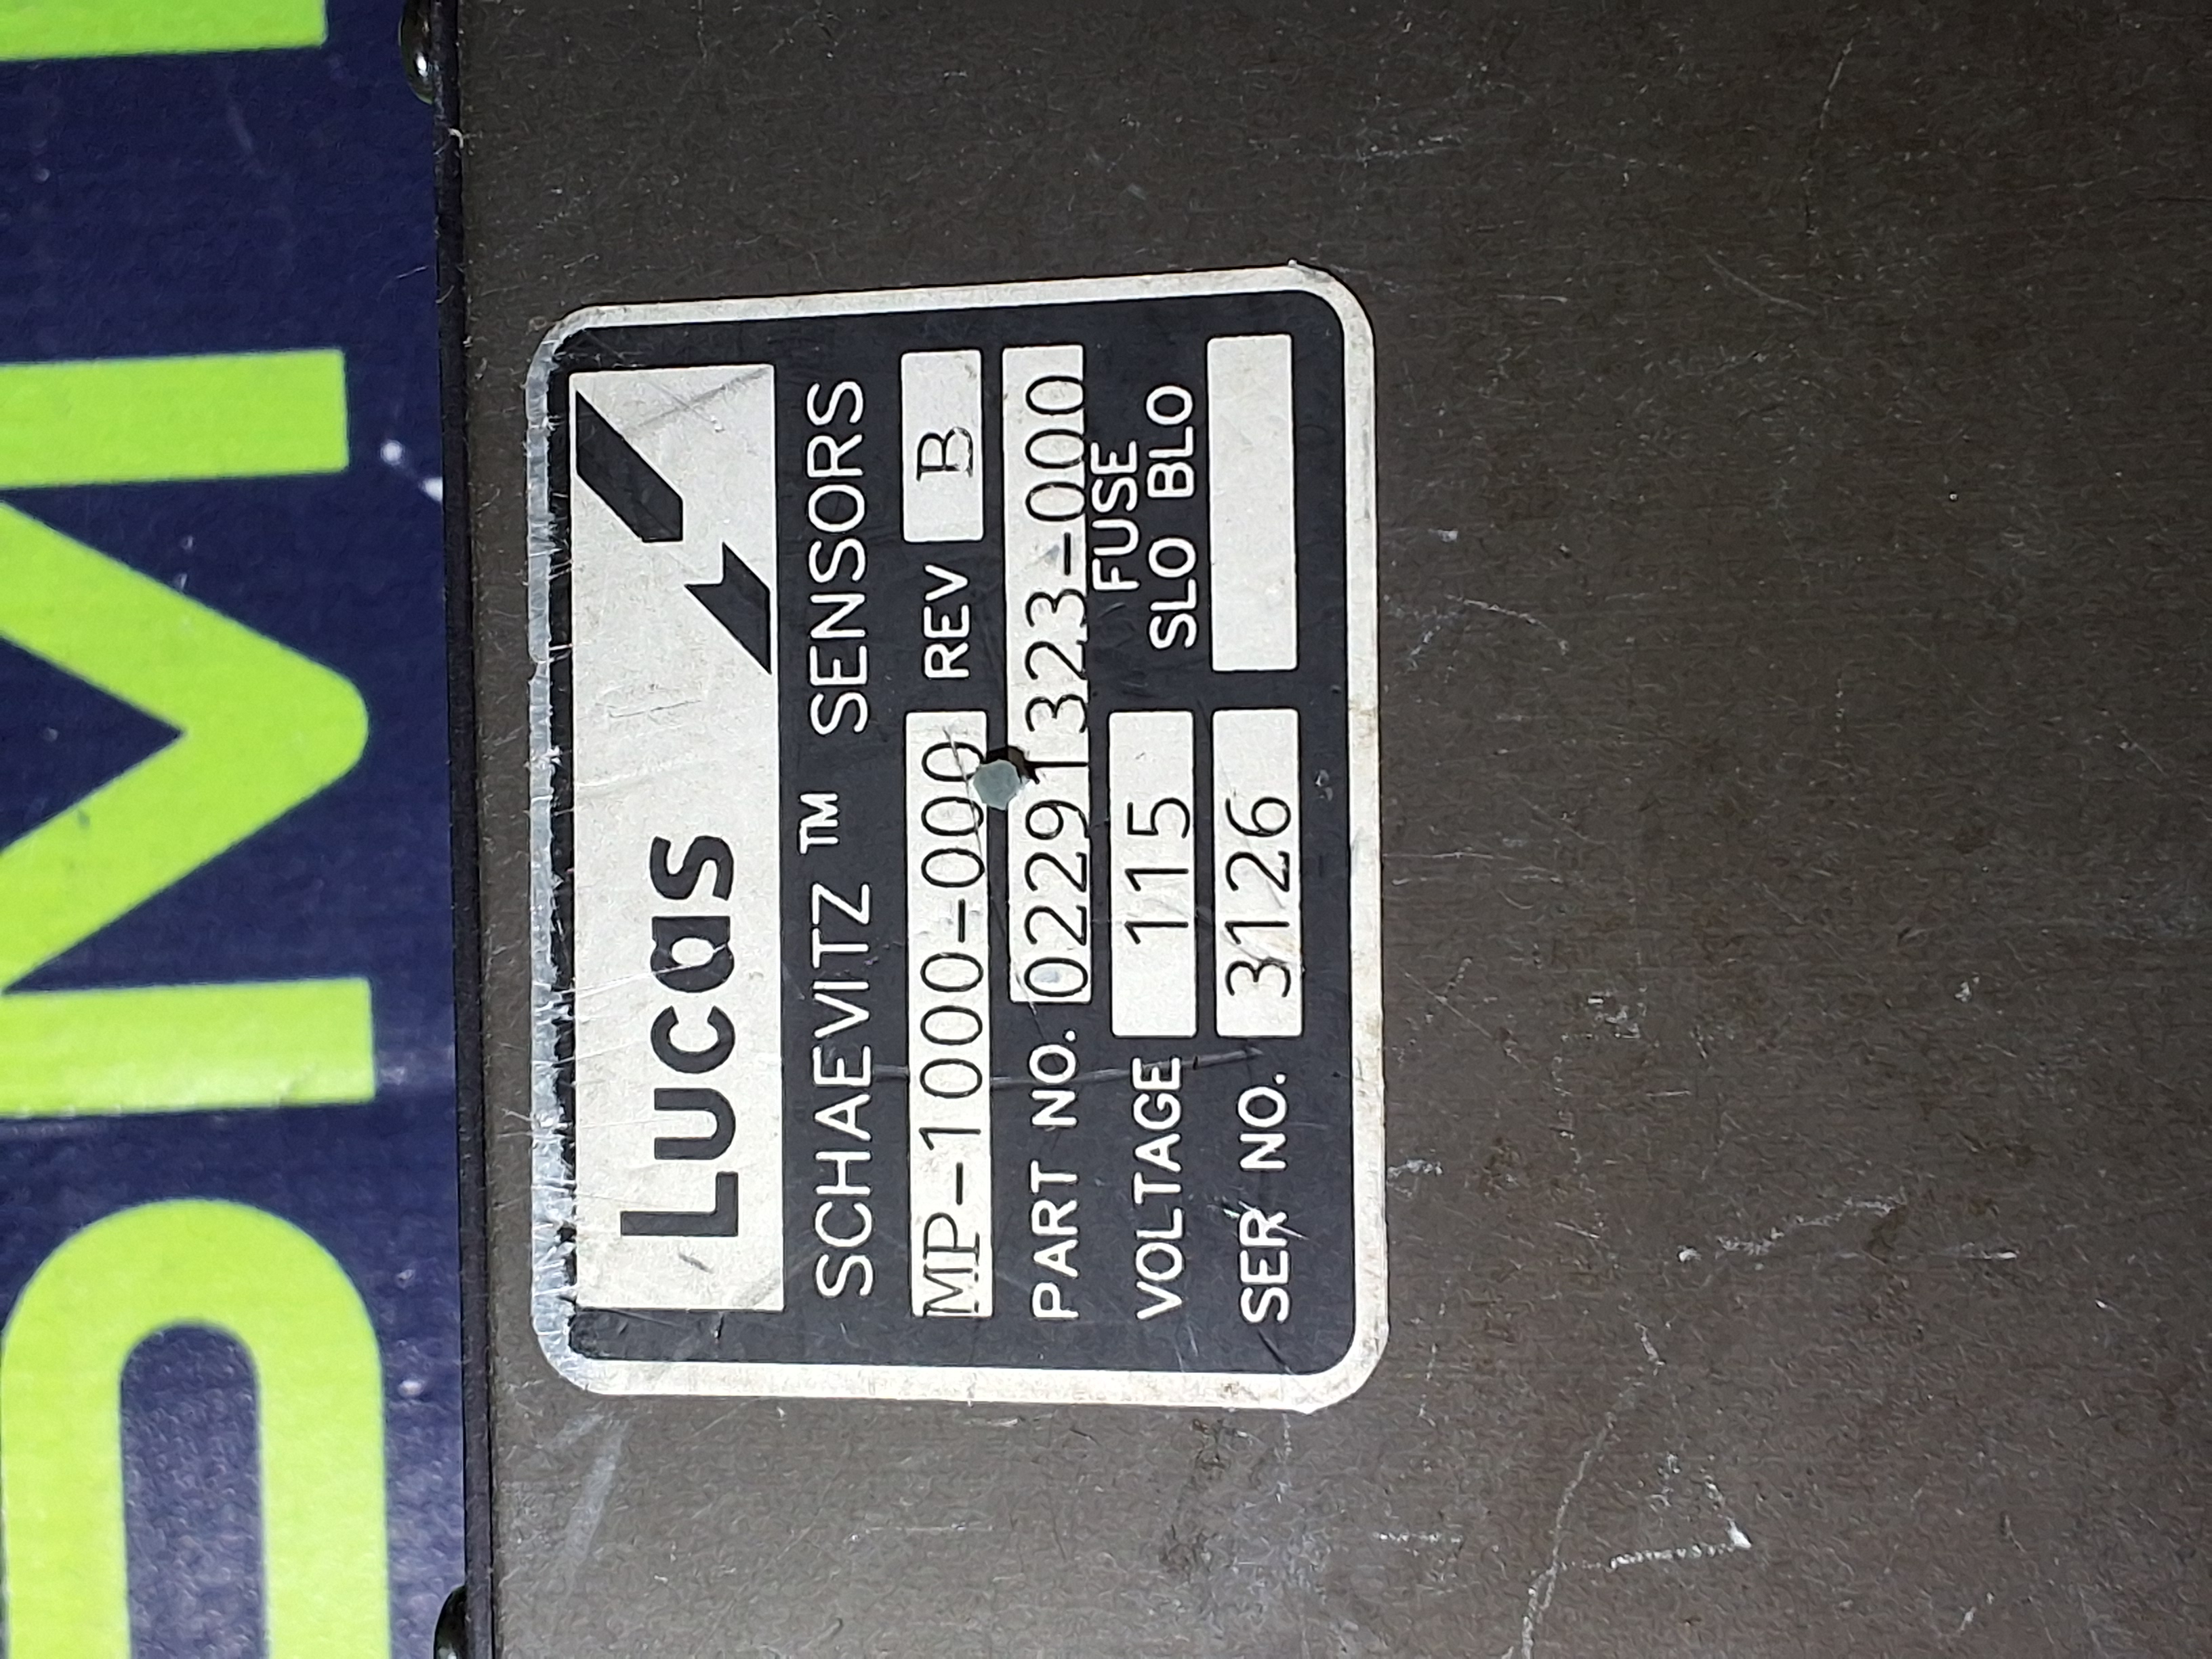 Lucas
SCHAEVITZ™ SENSORS
MP-1000-000 REV B
PART NO. 02291323-000
FUSE
SLO BLO
VOLTAGE 115
SER NO. 3126